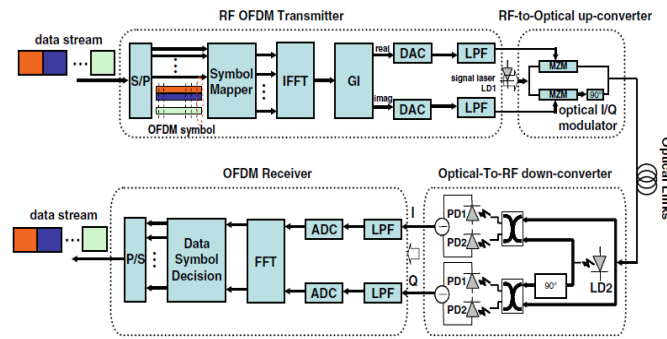 RF OFDM Transmitter
RF-to-Optical up-converter
data stream
S/P
OFDM symbol
Symbol
Mapper
IFFT
GI
real
imag
DAC
LPF
DAC
LPF
signal laser
LD1
MZM
MZM
90°
optical I/Q
modulator
Optical Links
OFDM Receiver
Optical-To-RF down-converter
data stream
P/S
Data
Symbol
Decision
FFT
ADC
LPF
I
ADC
LPF
Q
PD1
PD2
PD1
PD2
90°
LD2